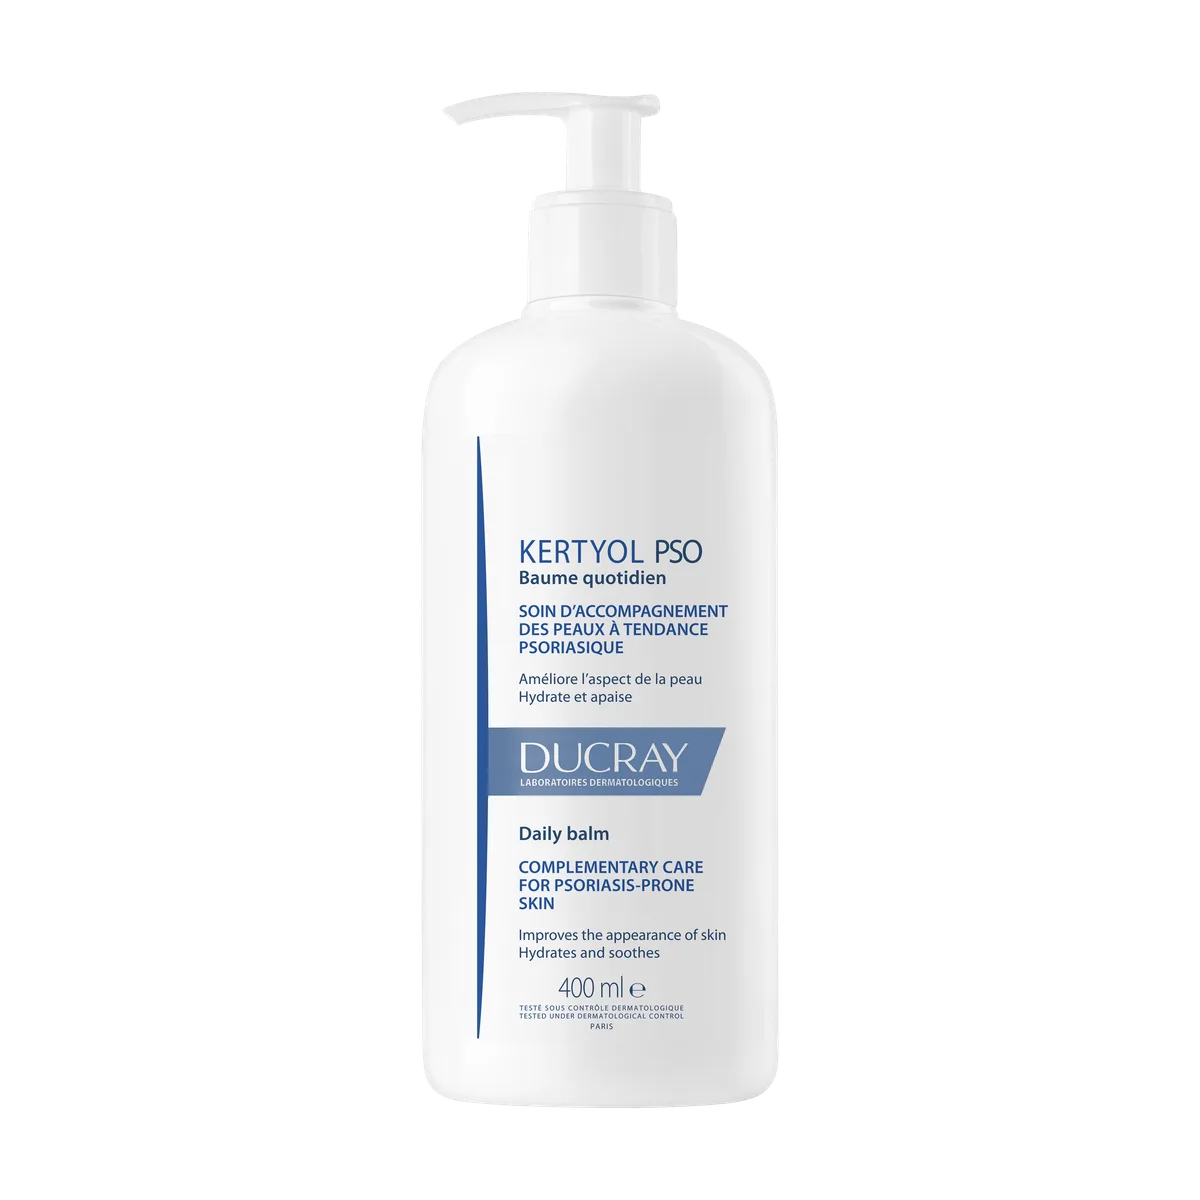 KERTYOL PSO
Baume quotidien
SOIN D'ACCOMPAGNEMENT
DES PEAUX À TENDANCE
PSORIASIQUE
Améliore l'aspect de la peau
Hydrate et apaise
DUCRAY
LABORATOIRES DERMATOLOGIQUES
Daily balm
COMPLEMENTARY CARE
FOR PSORIASIS-PRONE
SKIN
Improves the appearance of skin
Hydrates and soothes
400 ml ℮
TESTÉ SOUS CONTRÔLE DERMATOLOGIQUE
TESTED UNDER DERMATOLOGICAL CONTROL
PARIS